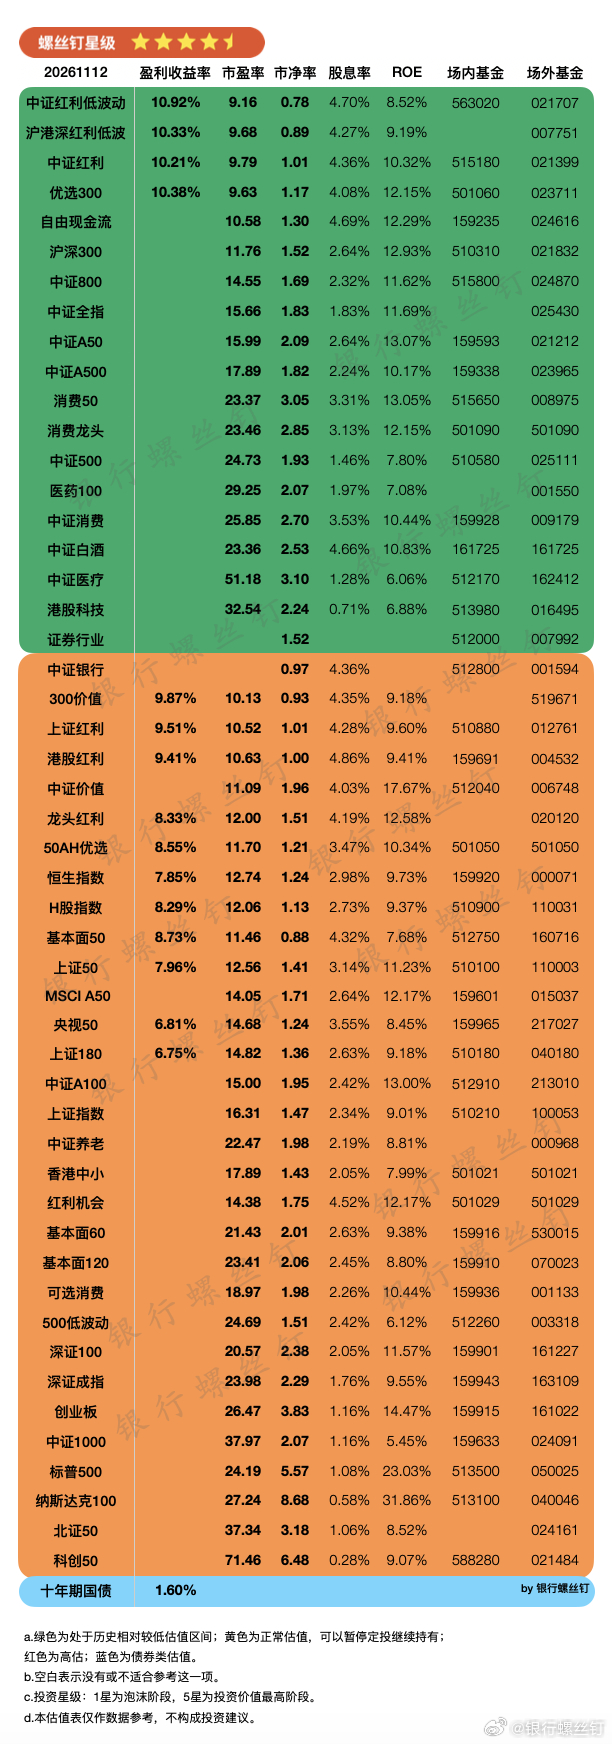 螺丝钉星级
20261112 盈利收益率 市盈率 市净率 股息率 ROE 场内基金 场外基金
中证红利低波动 10.92% 9.16 0.78 4.70% 8.52% 563020 021707
沪港深红利低波 10.33% 9.68 0.89 4.27% 9.19% 007751
中证红利 10.21% 9.79 1.01 4.36% 10.32% 515180 021399
优选300 10.38% 9.63 1.17 4.08% 12.15% 501060 023711
自由现金流 10.58 1.30 4.69% 12.29% 159235 024616
沪深300 11.76 1.52 2.64% 12.93% 510310 021832
中证800 14.55 1.69 2.32% 11.62% 515800 024870
中证全指 15.66 1.83 1.83% 11.69% 025430
中证A50 15.99 2.09 2.64% 13.07% 159593 021212
中证A500 17.89 1.82 2.24% 10.17% 159338 023965
消费50 23.37 3.05 3.31% 13.05% 515650 008975
消费龙头 23.46 2.85 3.13% 12.15% 501090 501090
中证500 24.73 1.93 1.46% 7.80% 510580 025111
医药100 29.25 2.07 1.97% 7.08% 001550
中证消费 25.85 2.70 3.53% 10.44% 159928 009179
中证白酒 23.36 2.53 4.66% 10.83% 161725 161725
中证医疗 51.18 3.10 1.28% 6.06% 512170 162412
港股科技 32.54 2.24 0.71% 6.88% 513980 016495
证券行业 1.52 512000 007992
中证银行 0.97 4.36% 512800 001594
300价值 9.87% 10.13 0.93 4.35% 9.18% 519671
上证红利 9.51% 10.52 1.01 4.28% 9.60% 510880 012761
港股红利 9.41% 10.63 1.00 4.86% 9.41% 159691 004532
中证价值 11.09 1.96 4.03% 17.67% 512040 006748
龙头红利 8.33% 12.00 1.51 4.19% 12.58% 020120
50AH优选 8.55% 11.70 1.21 3.47% 10.34% 501050 501050
恒生指数 7.85% 12.74 1.24 2.98% 9.73% 159920 000071
H股指数 8.29% 12.06 1.13 2.73% 9.37% 510900 110031
基本面50 8.73% 11.46 0.88 4.32% 7.68% 512750 160716
上证50 7.96% 12.56 1.41 3.14% 11.23% 510100 110003
MSCI A50 14.05 1.71 2.64% 12.17% 159601 015037
央视50 6.81% 14.68 1.24 3.55% 8.45% 159965 217027
上证180 6.75% 14.82 1.36 2.63% 9.18% 510180 040180
中证A100 15.00 1.95 2.42% 13.00% 512910 213010
上证指数 16.31 1.47 2.34% 9.01% 510210 100053
中证养老 22.47 1.98 2.19% 8.81% 000968
香港中小 17.89 1.43 2.05% 7.99% 501021 501021
红利机会 14.38 1.75 4.52% 12.17% 501029 501029
基本面60 21.43 2.01 2.63% 9.38% 159916 530015
基本面120 23.41 2.06 2.45% 8.80% 159910 070023
可选消费 18.97 1.98 2.26% 10.44% 159936 001133
500低波动 24.69 1.51 2.42% 6.12% 512260 003318
深证100 20.57 2.38 2.05% 11.57% 159901 161227
深证成指 23.98 2.29 1.76% 9.55% 159943 163109
创业板 26.47 3.83 1.16% 14.47% 159915 161022
中证1000 37.97 2.07 1.16% 5.45% 159633 024091
标普500 24.19 5.57 1.08% 23.03% 513500 050025
纳斯达克100 27.24 8.68 0.58% 31.86% 513100 040046
北证50 37.34 3.18 1.06% 8.52% 024161
科创50 71.46 6.48 0.28% 9.07% 588280 021484
十年期国债 1.60% by 银行螺丝钉
a.绿色为处于历史相对较低估值区间；黄色为正常估值，可以暂停定投继续持有；
红色为高估；蓝色为债券类估值。
b.空白表示没有或不适合参考这一项。
c.投资星级：1星为泡沫阶段，5星为投资价值最高阶段。
d.本估值表仅作数据参考，不构成投资建议。
@银行螺丝钉